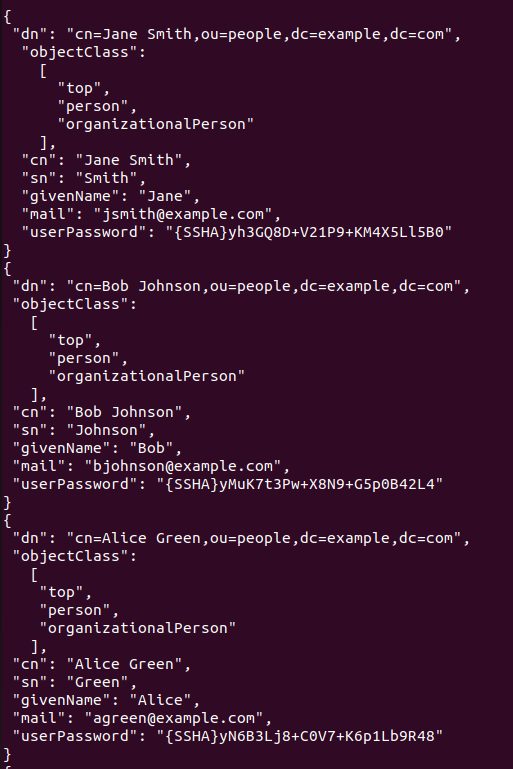 {
"dn": "cn=Jane Smith,ou=people,dc=example,dc=com",
"objectClass":
[
"top",
"person",
"organizationalPerson"
],
"cn": "Jane Smith",
"sn": "Smith",
"givenName": "Jane",
"mail": "jsmith@example.com",
"userPassword": "{SSHA}yh3GQ8D+V21P9+KM4X5Ll5B0"
}
{
"dn": "cn=Bob Johnson,ou=people,dc=example,dc=com",
"objectClass":
[
"top",
"person",
"organizationalPerson"
],
"cn": "Bob Johnson",
"sn": "Johnson",
"givenName": "Bob",
"mail": "bjohnson@example.com",
"userPassword": "{SSHA}yMuK7t3Pw+X8N9+G5p0B42L4"
}
{
"dn": "cn=Alice Green,ou=people,dc=example,dc=com",
"objectClass":
[
"top",
"person",
"organizationalPerson"
],
"cn": "Alice Green",
"sn": "Green",
"givenName": "Alice",
"mail": "agreen@example.com",
"userPassword": "{SSHA}yN6B3Lj8+C0V7+K6p1Lb9R48"
}